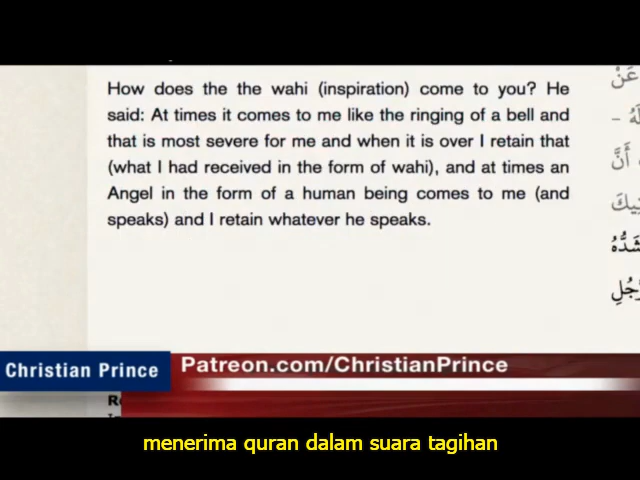 How does the the wahi (inspiration) come to you? He
said: At times it comes to me like the ringing of a bell and
that is most severe for me and when it is over I retain that
(what I had received in the form of wahi), and at times an
Angel in the form of a human being comes to me (and
speaks) and I retain whatever he speaks.
عَنْ
أَنَّ
شَدُّهُ
Christian Prince
Patreon.com/ChristianPrince
menerima quran dalam suara tagihan